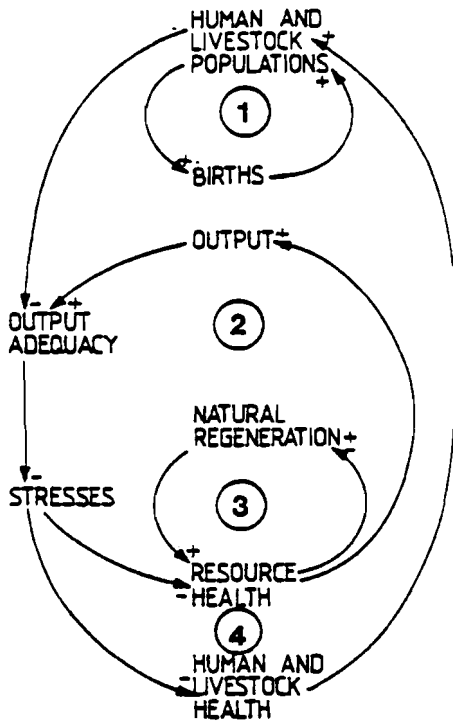 HUMAN AND
LIVESTOCK +
POPULATIONS
+
1
+
BIRTHS
OUTPUT +
- +
OUTPUT
ADEQUACY
2
NATURAL
REGENERATION +
-
STRESSES
3
+
RESOURCE
- HEALTH
4
HUMAN AND
- LIVESTOCK
HEALTH